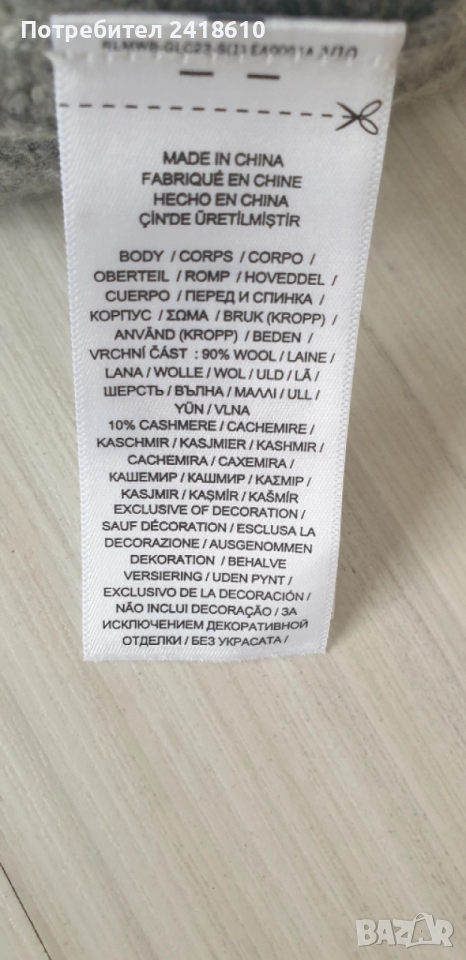 Потребител 2418610
MADE IN CHINA
FABRIQUÉ EN CHINE
HECHO EN CHINA
ÇİN'DE ÜRETİLMİŞTİR
BODY / CORPS / CORPO /
OBERTEIL / ROMP / HOVEDDEL /
CUERPO / ПЕРЕД И СПИНКА /
КОРПУС / ΣΩΜΑ / BRUK (KROPP) /
ANVÄND (KROPP) / BEDEN /
VRCHNÍ ČÁST : 90% WOOL / LAINE /
LANA / WOLLE / WOL / ULD / LÃ /
ШЕРСТЬ / ВЪЛНА / ΜΑΛΛΙ / ULL /
YÜN / VLNA
10% CASHMERE / CACHEMIRE /
KASCHMIR / KASJMIER / KASHMIR /
CACHEMIRA / CAXEMIRA /
КАШЕМИР / КАШМИР / ΚΑΣΜΙΡ /
KASJMIR / KAŞMİR / KAŠMÍR
EXCLUSIVE OF DECORATION /
SAUF DÉCORATION / ESCLUSA LA
DECORAZIONE / AUSGENOMMEN
DEKORATION / BEHALVE
VERSIERING / UDEN PYNT /
EXCLUSIVO DE LA DECORACIÓN /
NÃO INCLUI DECORAÇÃO / ЗА
ИСКЛЮЧЕНИЕМ ДЕКОРАТИВНОЙ
ОТДЕЛКИ / БЕЗ УКРАСАТА /
BAZAR